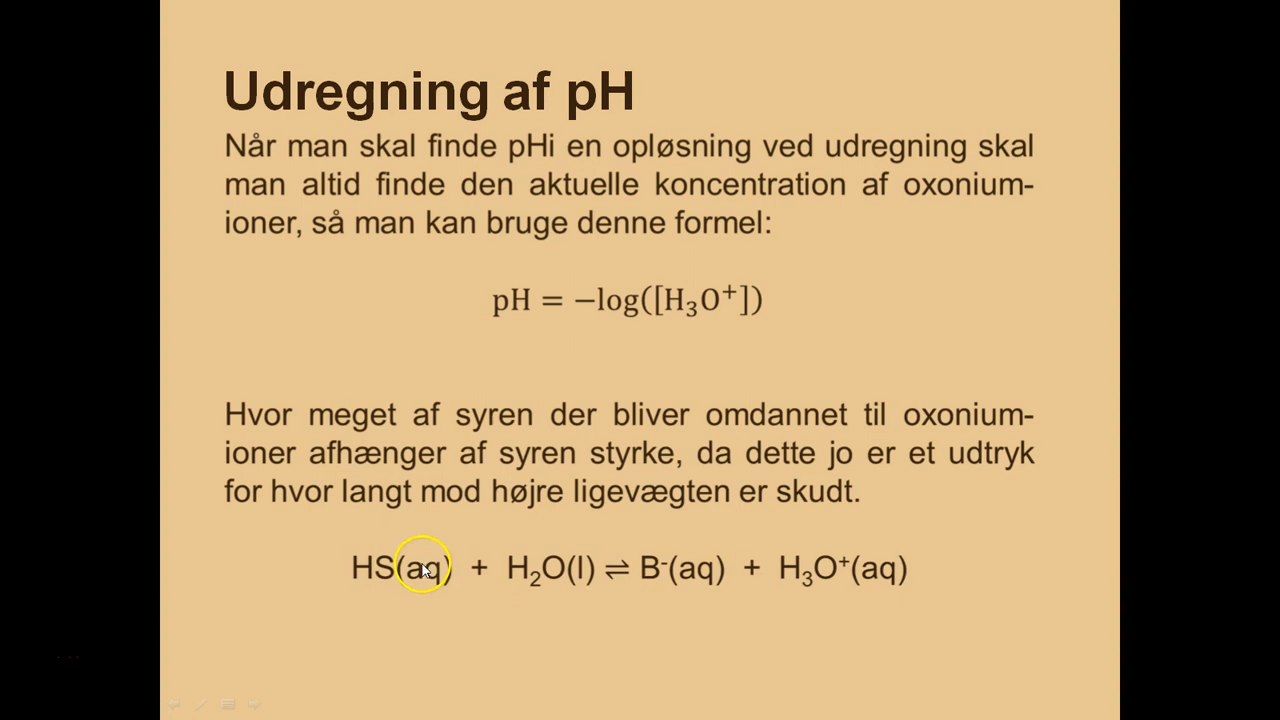 Udregning af pH
Når man skal finde pHi en opløsning ved udregning skal
man altid finde den aktuelle koncentration af oxonium-
ioner, så man kan bruge denne formel:
pH = −log([H₃O⁺])
Hvor meget af syren der bliver omdannet til oxonium-
ioner afhænger af syren styrke, da dette jo er et udtryk
for hvor langt mod højre ligevægten er skudt.
HS(aq) + H₂O(l) ⇌ B⁻(aq) + H₃O⁺(aq)